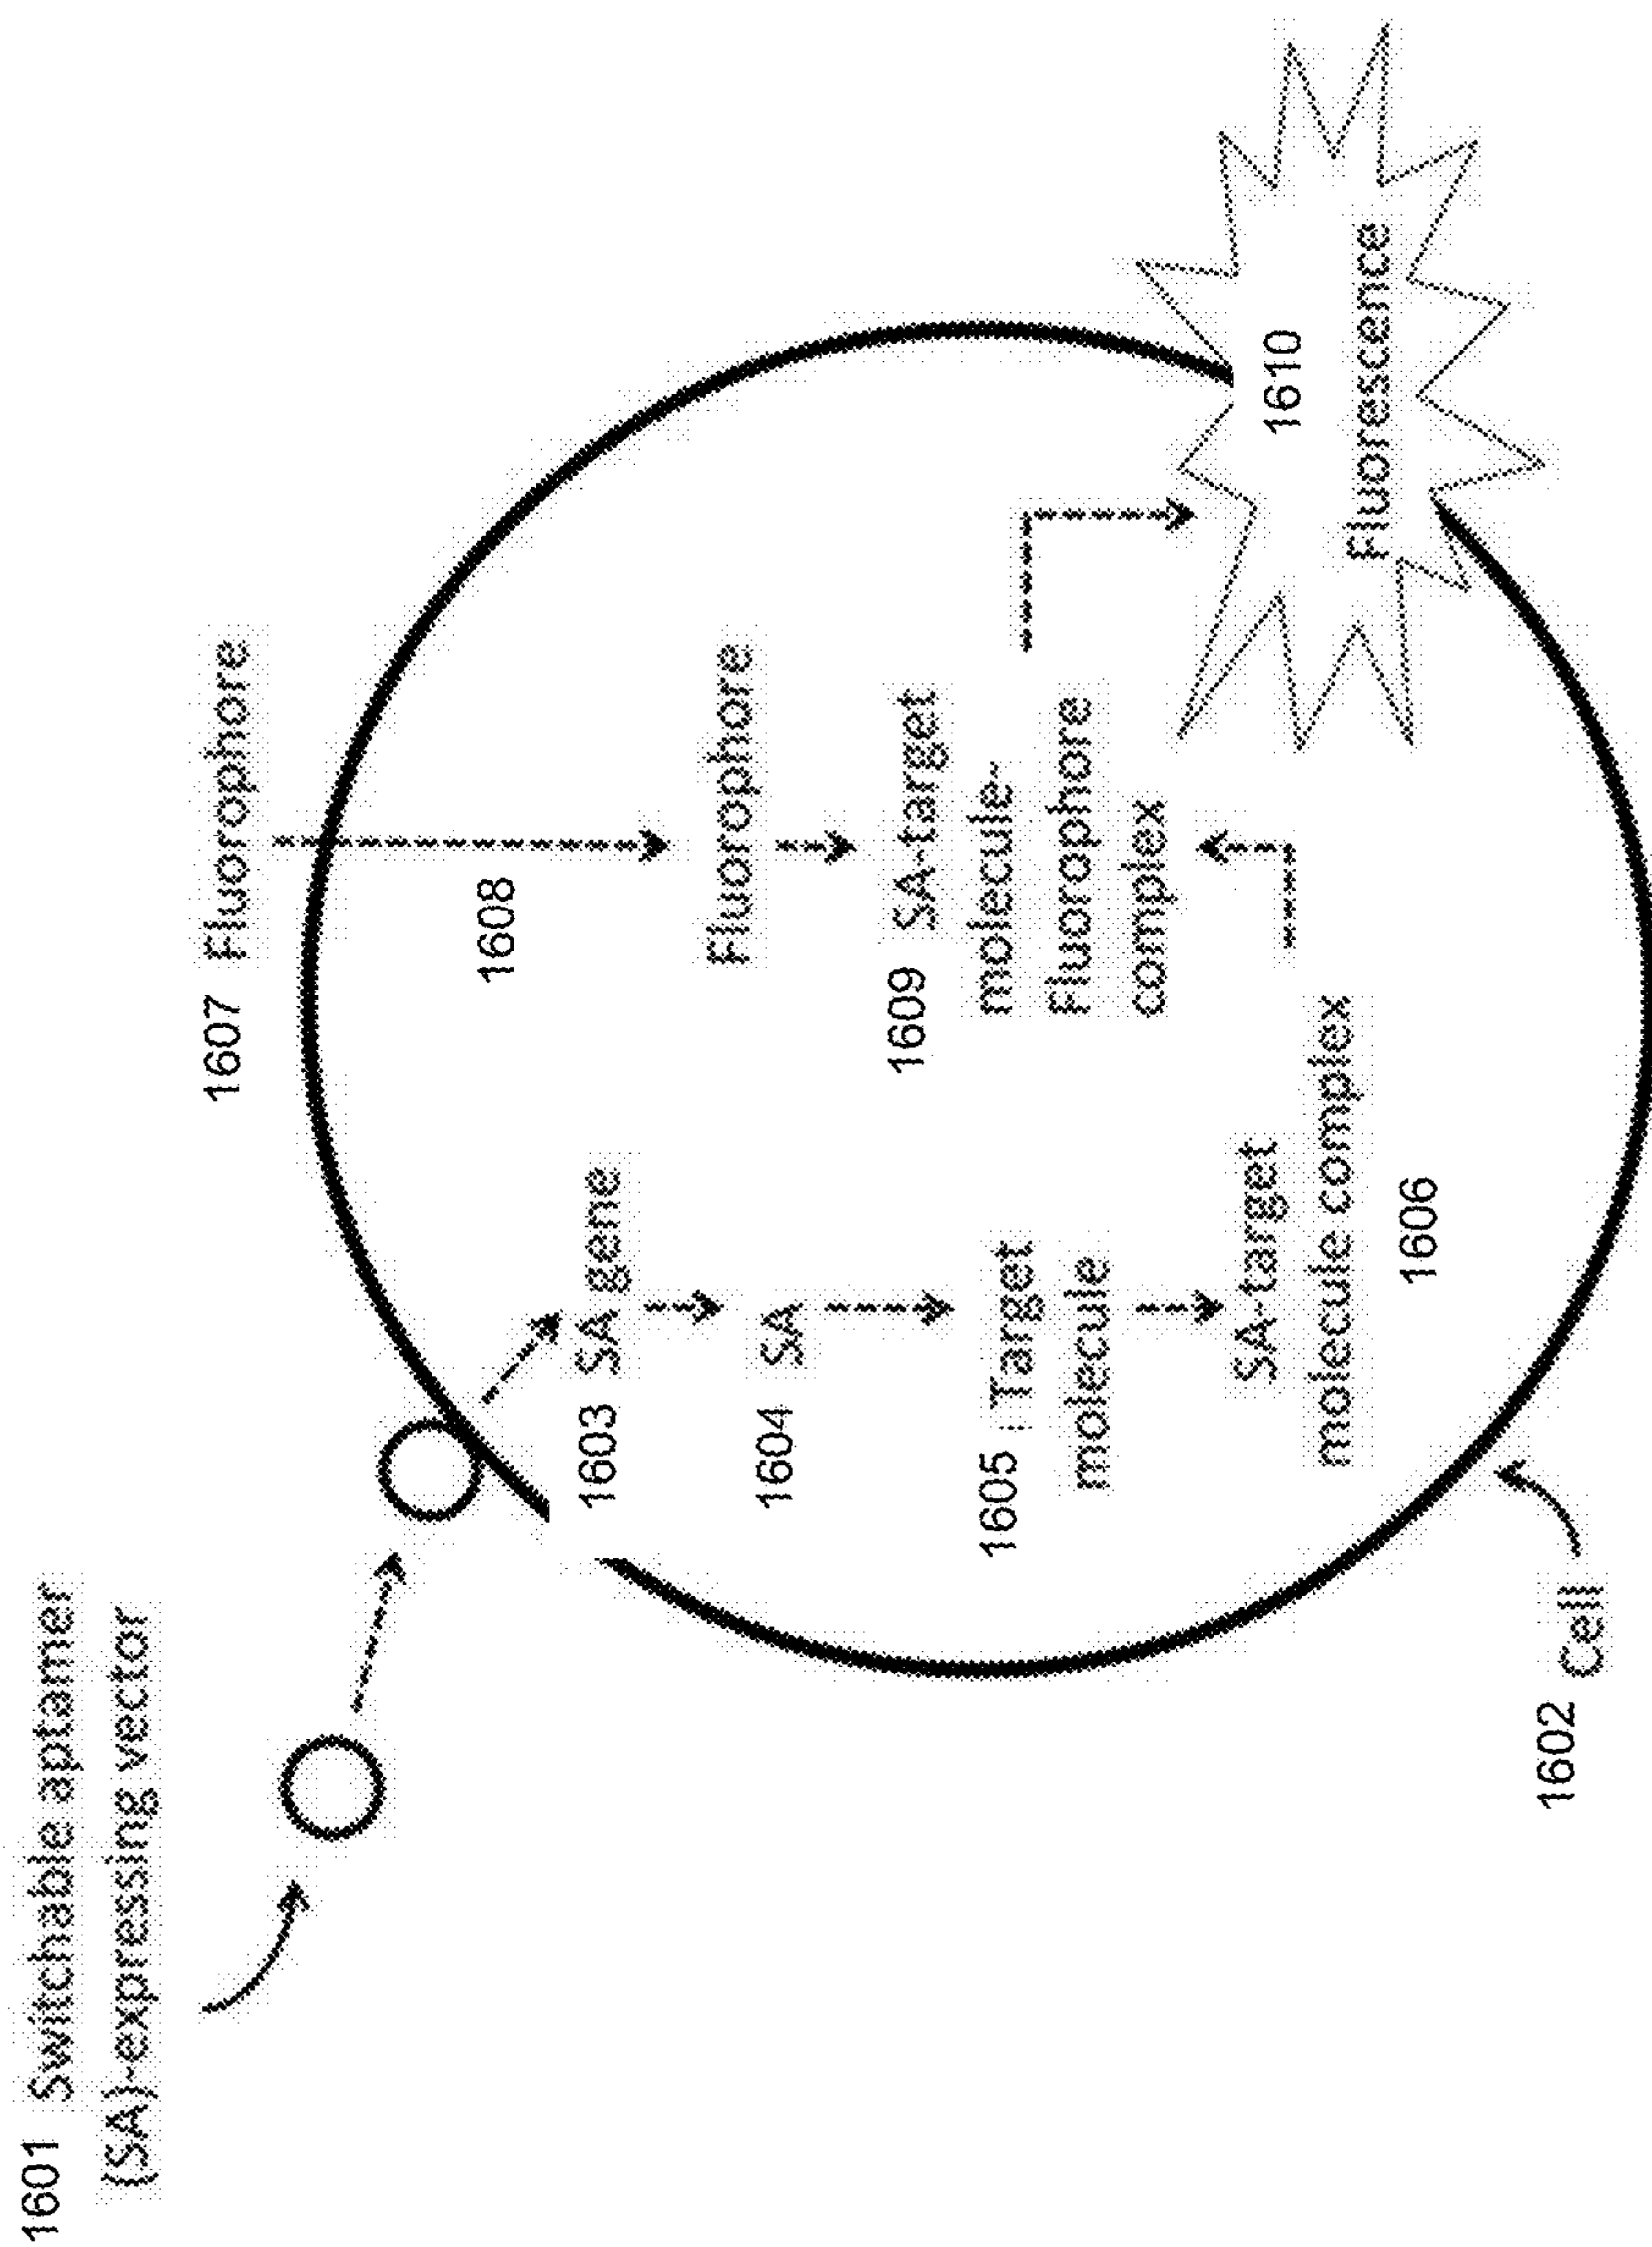 1601 Switchable aptamer
(SA)-expressing vector
1607 Fluorophore
1608
1603 SA gene
1604 SA
Fluorophore
1605 Target
molecule
1609 SA-target
molecule-
Fluorophore
complex
SA-target
molecule complex
1606
1610
Fluorescence
1602 Cell